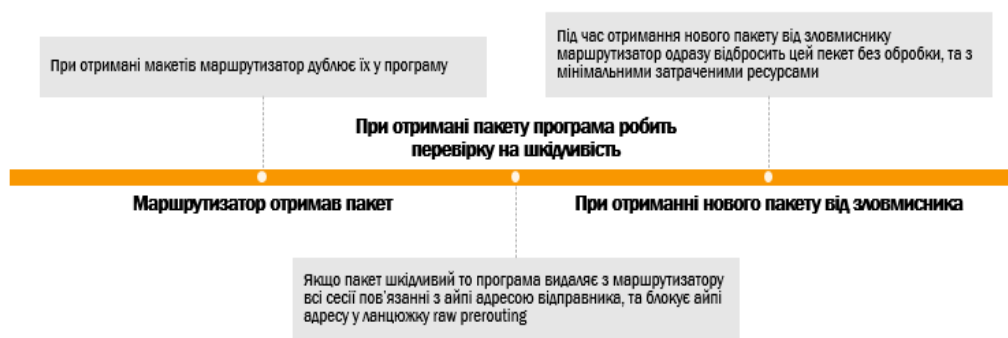 При отримані макетів маршрутизатор дублює їх у програму
Під час отримання нового пакету від зловмиснику
маршрутизатор одразу відбросить цей пекет без обробки, та з
мінімальними затраченими ресурсами
При отримані пакету програма робить
перевірку на шкідливість
Маршрутизатор отримав пакет
При отриманні нового пакету від зловмисника
Якщо пакет шкідливий то програма видаляє з маршрутизатору
всі сесії пов'язанні з айпі адресою відправника, та блокує айпі
адресу у ланцюжку raw prerouting